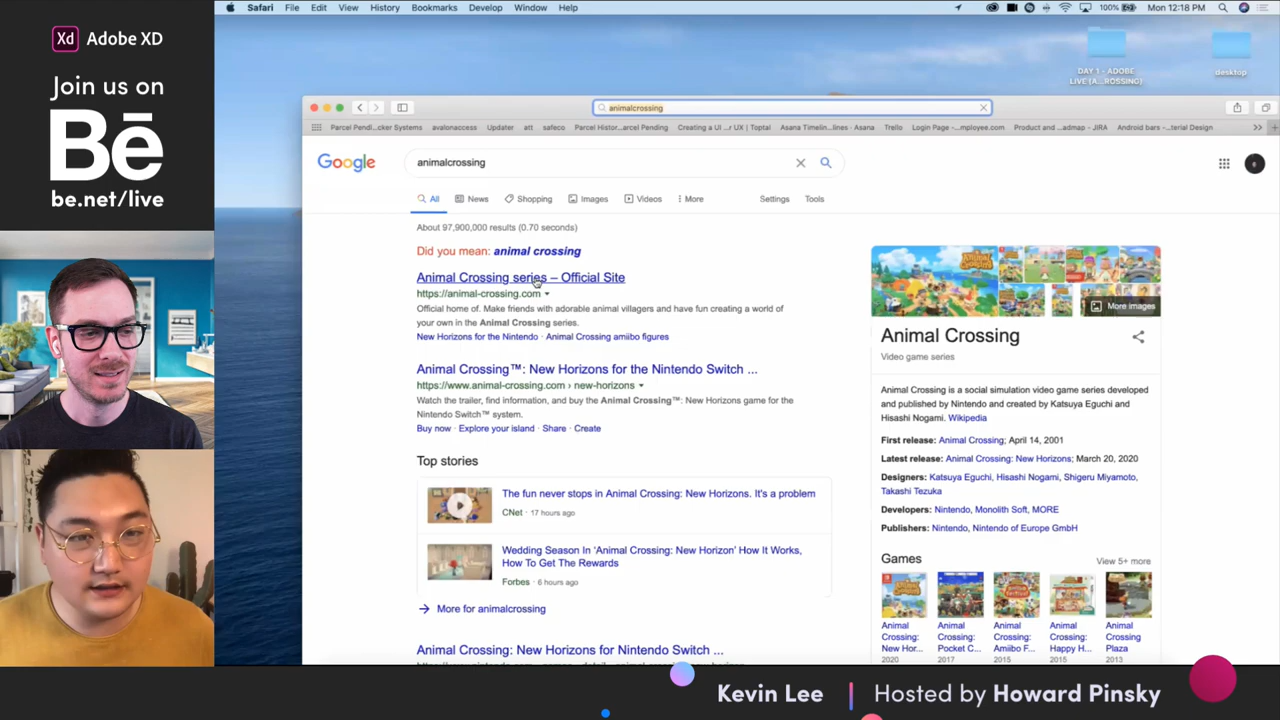 Xd Adobe XD
Join us on
Bē
be.net/live
Safari File Edit View History Bookmarks Develop Window Help
100% Mon 12:18 PM
DAY 1 - ADOBE
LIVE (A...ROSSING)
desktop
animalcrossing
Parcel Pendi...cker Systems avalonaccess Updater att safeco Parcel Histor...arcel Pending Creating a UI ...r UX | Toptal Asana Timelin...lines · Asana Trello Login Page -...mployee.com Product and ...admap - JIRA Android bars -...terial Design
Google
animalcrossing
All News Shopping Images Videos More Settings Tools
About 97,900,000 results (0.70 seconds)
Did you mean: animal crossing
Animal Crossing series – Official Site
https://animal-crossing.com
Official home of. Make friends with adorable animal villagers and have fun creating a world of
your own in the Animal Crossing series.
New Horizons for the Nintendo · Animal Crossing amiibo figures
Animal Crossing™: New Horizons for the Nintendo Switch ...
https://www.animal-crossing.com › new-horizons
Watch the trailer, find information, and buy the Animal Crossing™: New Horizons game for the
Nintendo Switch™ system.
Buy now · Explore your island · Share · Create
Top stories
The fun never stops in Animal Crossing: New Horizons. It's a problem
CNet · 17 hours ago
Wedding Season In 'Animal Crossing: New Horizon' How It Works,
How To Get The Rewards
Forbes · 6 hours ago
More for animalcrossing
Animal Crossing: New Horizons for Nintendo Switch ...
More images
Animal Crossing
Video game series
Animal Crossing is a social simulation video game series developed
and published by Nintendo and created by Katsuya Eguchi and
Hisashi Nogami. Wikipedia
First release: Animal Crossing; April 14, 2001
Latest release: Animal Crossing: New Horizons; March 20, 2020
Designers: Katsuya Eguchi, Hisashi Nogami, Shigeru Miyamoto,
Takashi Tezuka
Developers: Nintendo, Monolith Soft, MORE
Publishers: Nintendo, Nintendo of Europe GmbH
Games
View 5+ more
Animal
Crossing:
New Hor...
2020
Animal
Crossing:
Pocket C...
2017
Animal
Crossing:
Amiibo F...
2015
Animal
Crossing:
Happy H...
2015
Animal
Crossing
Plaza
2013
Kevin Lee | Hosted by Howard Pinsky